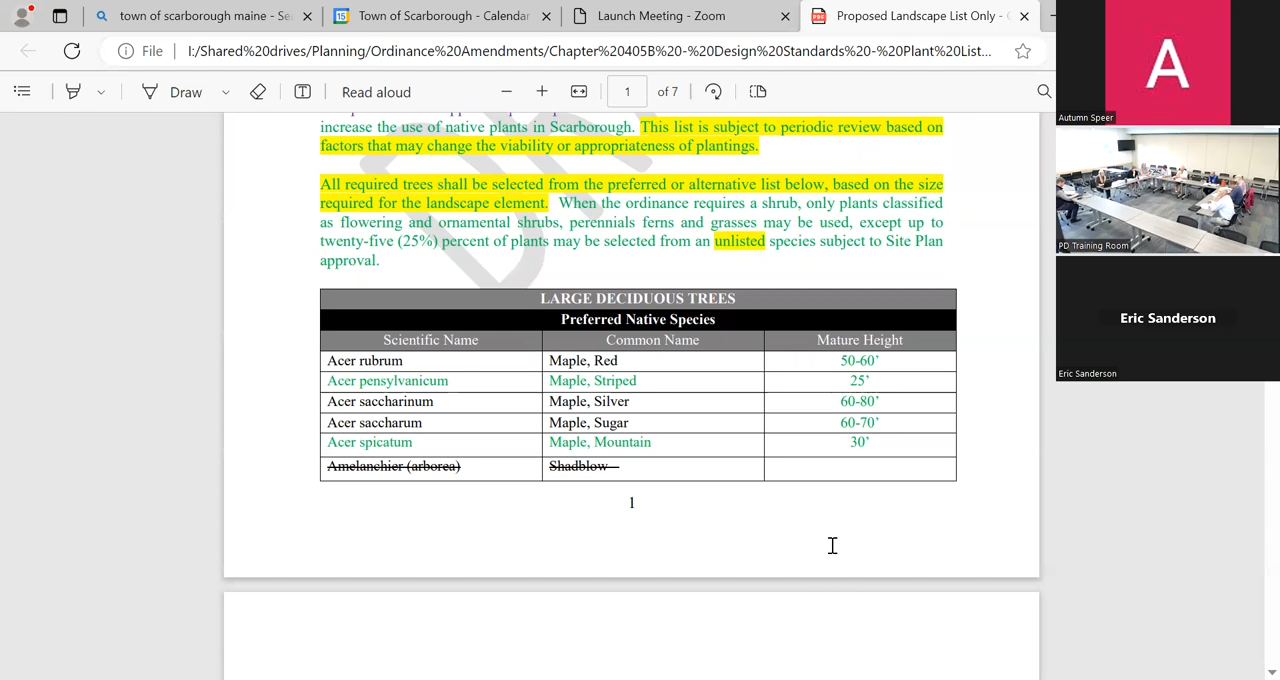 town of scarborough maine - Se
Town of Scarborough - Calendar
Launch Meeting - Zoom
Proposed Landscape List Only -
File
I:/Shared%20drives/Planning/Ordinance%20Amendments/Chapter%20405B%20-%20Design%20Standards%20-%20Plant%20List...
Draw
Read aloud
1
of 7
increase the use of native plants in Scarborough. This list is subject to periodic review based on
factors that may change the viability or appropriateness of plantings.
All required trees shall be selected from the preferred or alternative list below, based on the size
required for the landscape element. When the ordinance requires a shrub, only plants classified
as flowering and ornamental shrubs, perennials ferns and grasses may be used, except up to
twenty-five (25%) percent of plants may be selected from an unlisted species subject to Site Plan
approval.
LARGE DECIDUOUS TREES
Preferred Native Species
Scientific Name Common Name Mature Height
Acer rubrum Maple, Red 50-60’
Acer pensylvanicum Maple, Striped 25’
Acer saccharinum Maple, Silver 60-80’
Acer saccharum Maple, Sugar 60-70’
Acer spicatum Maple, Mountain 30’
Amelanchier (arborea) Shadblow
1
A
Autumn Speer
PD Training Room
Eric Sanderson
Eric Sanderson